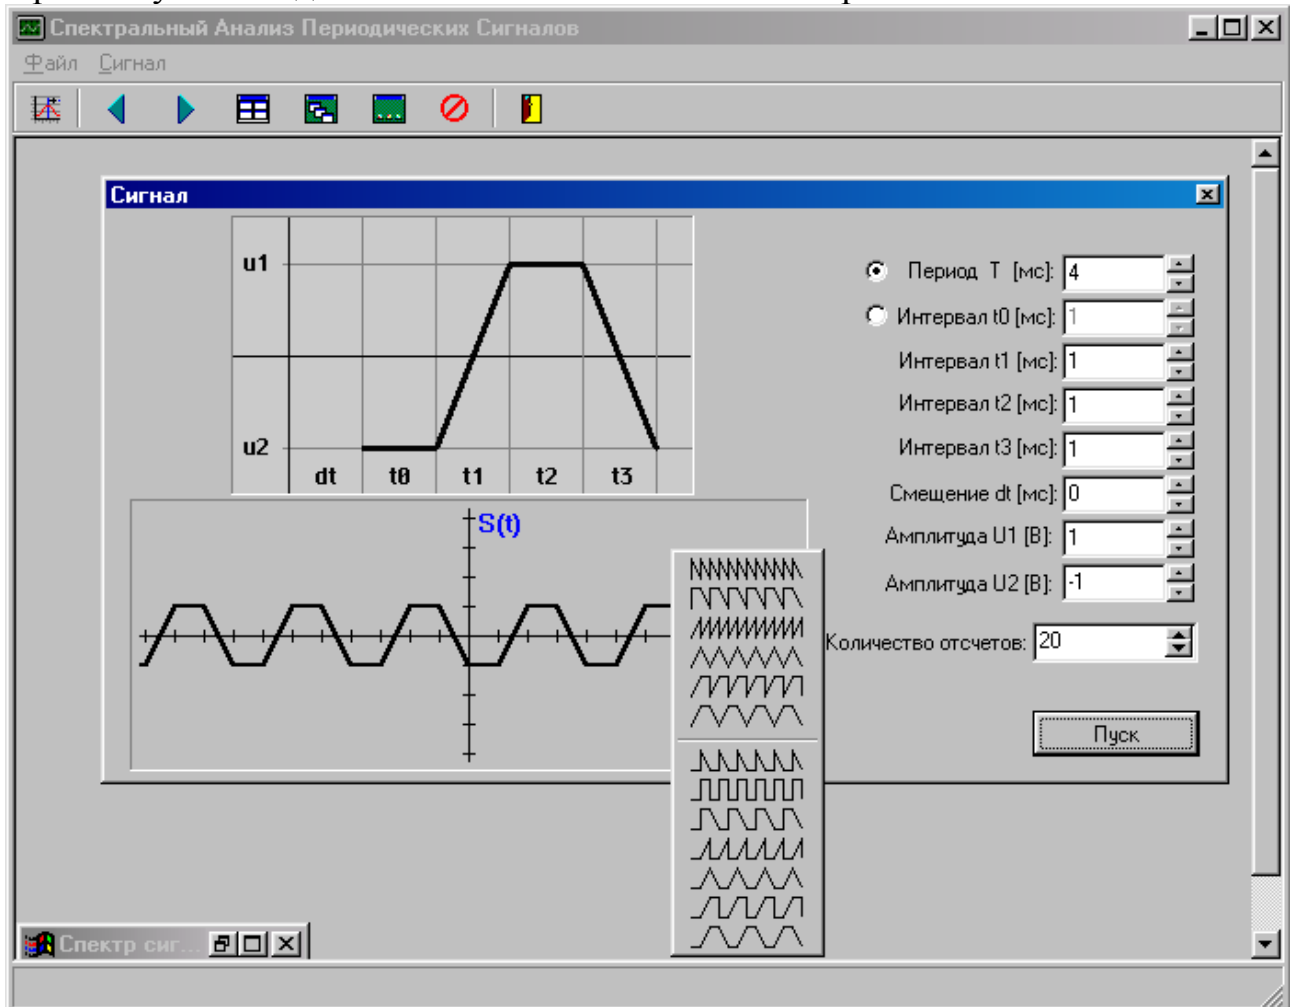 Спектральный Анализ Периодических Сигналов
Файл Сигнал
Сигнал
u1
u2
dt t0 t1 t2 t3
Период T [мс]: 4
Интервал t0 [мс]: 1
Интервал t1 [мс]: 1
Интервал t2 [мс]: 1
Интервал t3 [мс]: 1
Смещение dt [мс]: 0
Амплитуда U1 [В]: 1
Амплитуда U2 [В]: -1
S(t)
Количество отсчетов: 20
Пуск
Спектр сиг...